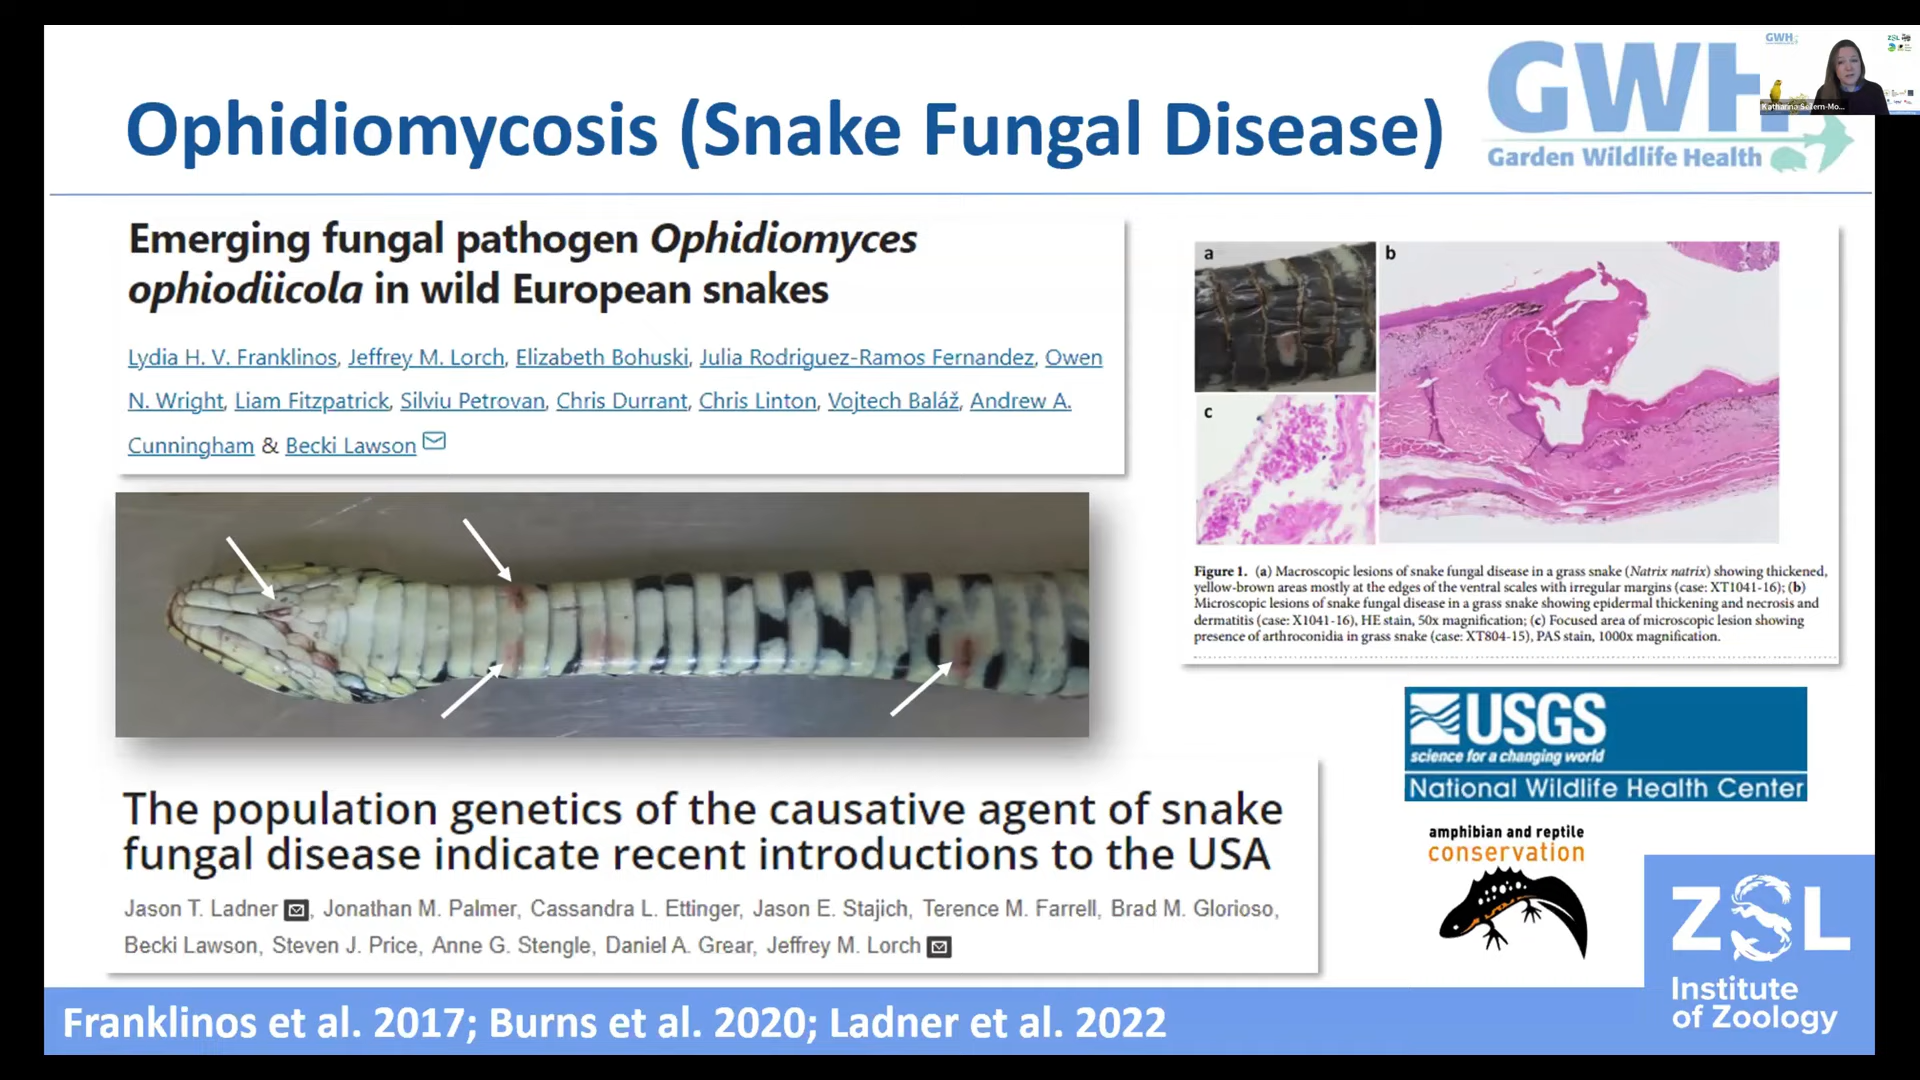 Ophidiomycosis (Snake Fungal Disease)
GWH
Garden Wildlife Health
GWH
ZSL
Katharina Seilern-Mo...
Emerging fungal pathogen Ophidiomyces
ophiodiicola in wild European snakes
Lydia H. V. Franklinos, Jeffrey M. Lorch, Elizabeth Bohuski, Julia Rodriguez-Ramos Fernandez, Owen
N. Wright, Liam Fitzpatrick, Silviu Petrovan, Chris Durrant, Chris Linton, Vojtech Baláž, Andrew A.
Cunningham & Becki Lawson
a
b
c
Figure 1. (a) Macroscopic lesions of snake fungal disease in a grass snake (Natrix natrix) showing thickened,
yellow-brown areas mostly at the edges of the ventral scales with irregular margins (case: XT1041-16); (b)
Microscopic lesions of snake fungal disease in a grass snake showing epidermal thickening and necrosis and
dermatitis (case: X1041-16), HE stain, 50x magnification; (c) Focused area of microscopic lesion showing
presence of arthroconidia in grass snake (case: XT804-15), PAS stain, 1000x magnification.
The population genetics of the causative agent of snake
fungal disease indicate recent introductions to the USA
Jason T. Ladner, Jonathan M. Palmer, Cassandra L. Ettinger, Jason E. Stajich, Terence M. Farrell, Brad M. Glorioso,
Becki Lawson, Steven J. Price, Anne G. Stengle, Daniel A. Grear, Jeffrey M. Lorch
USGS
science for a changing world
National Wildlife Health Center
amphibian and reptile
conservation
ZSL
Institute
of Zoology
Franklinos et al. 2017; Burns et al. 2020; Ladner et al. 2022